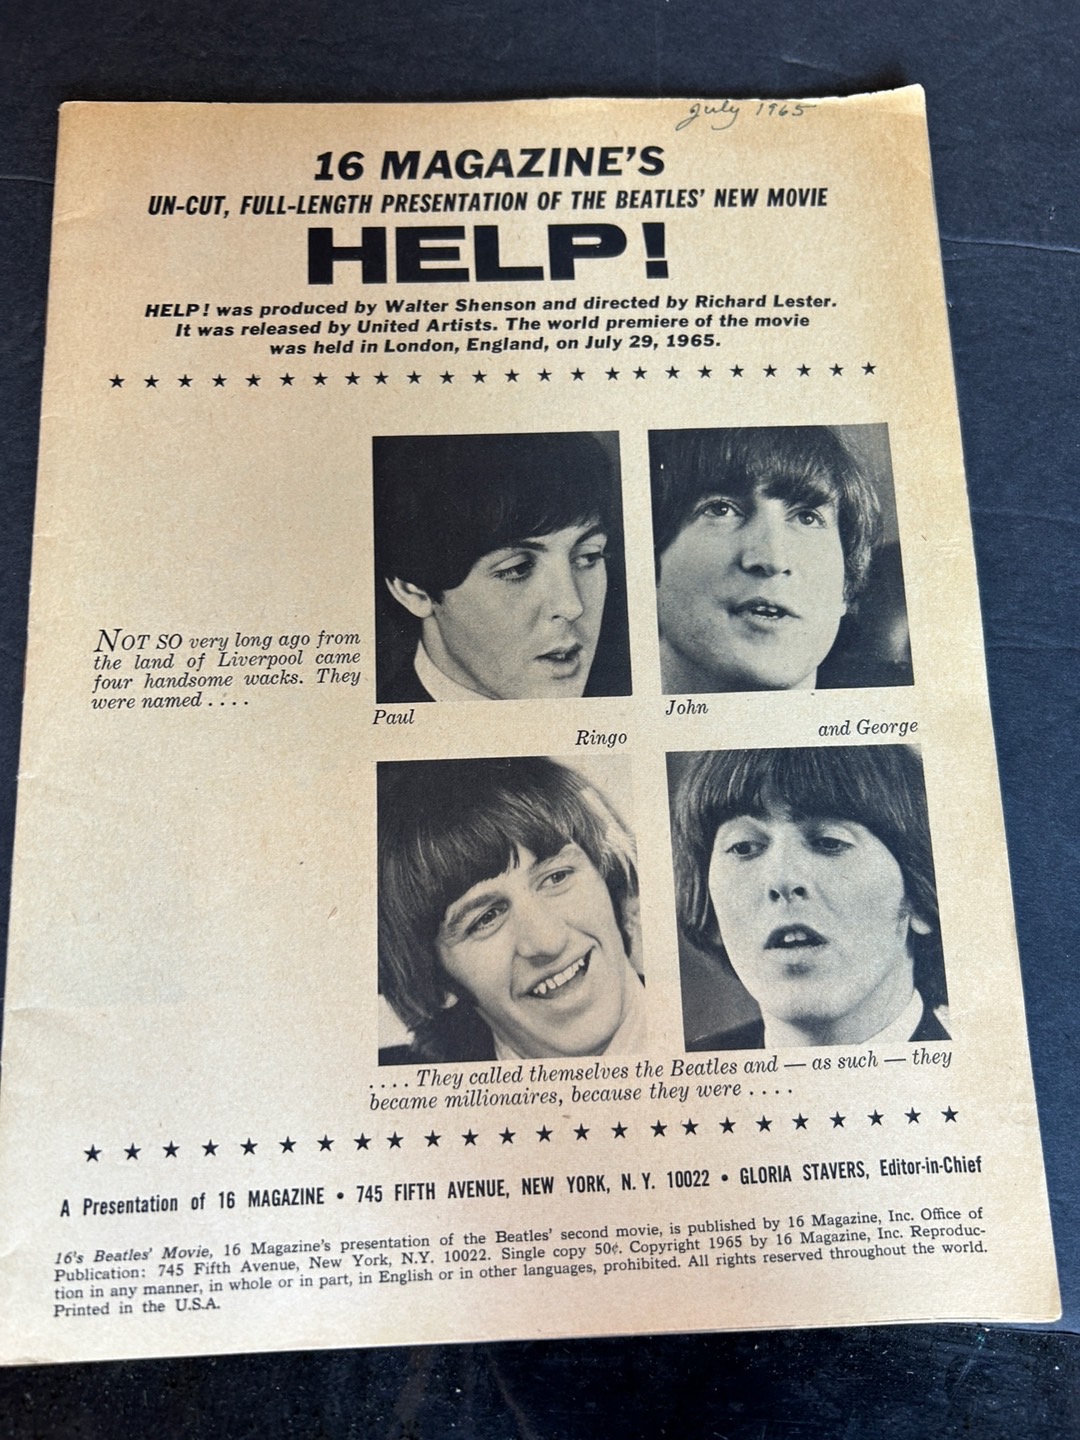 July 1965
16 MAGAZINE'S
UN-CUT, FULL-LENGTH PRESENTATION OF THE BEATLES' NEW MOVIE
HELP!
HELP! was produced by Walter Shenson and directed by Richard Lester.
It was released by United Artists. The world premiere of the movie
was held in London, England, on July 29, 1965.
NOT SO very long ago from
the land of Liverpool came
four handsome wacks. They
were named . . . .
Paul
John
Ringo
and George
. . . . They called themselves the Beatles and — as such — they
became millionaires, because they were . . . .
A Presentation of 16 MAGAZINE • 745 FIFTH AVENUE, NEW YORK, N. Y. 10022 • GLORIA STAVERS, Editor-in-Chief
16's Beatles' Movie, 16 Magazine's presentation of the Beatles' second movie, is published by 16 Magazine, Inc. Office of
Publication: 745 Fifth Avenue, New York, N.Y. 10022. Single copy 50¢. Copyright 1965 by 16 Magazine, Inc. Reproduc-
tion in any manner, in whole or in part, in English or in other languages, prohibited. All rights reserved throughout the world.
Printed in the U.S.A.